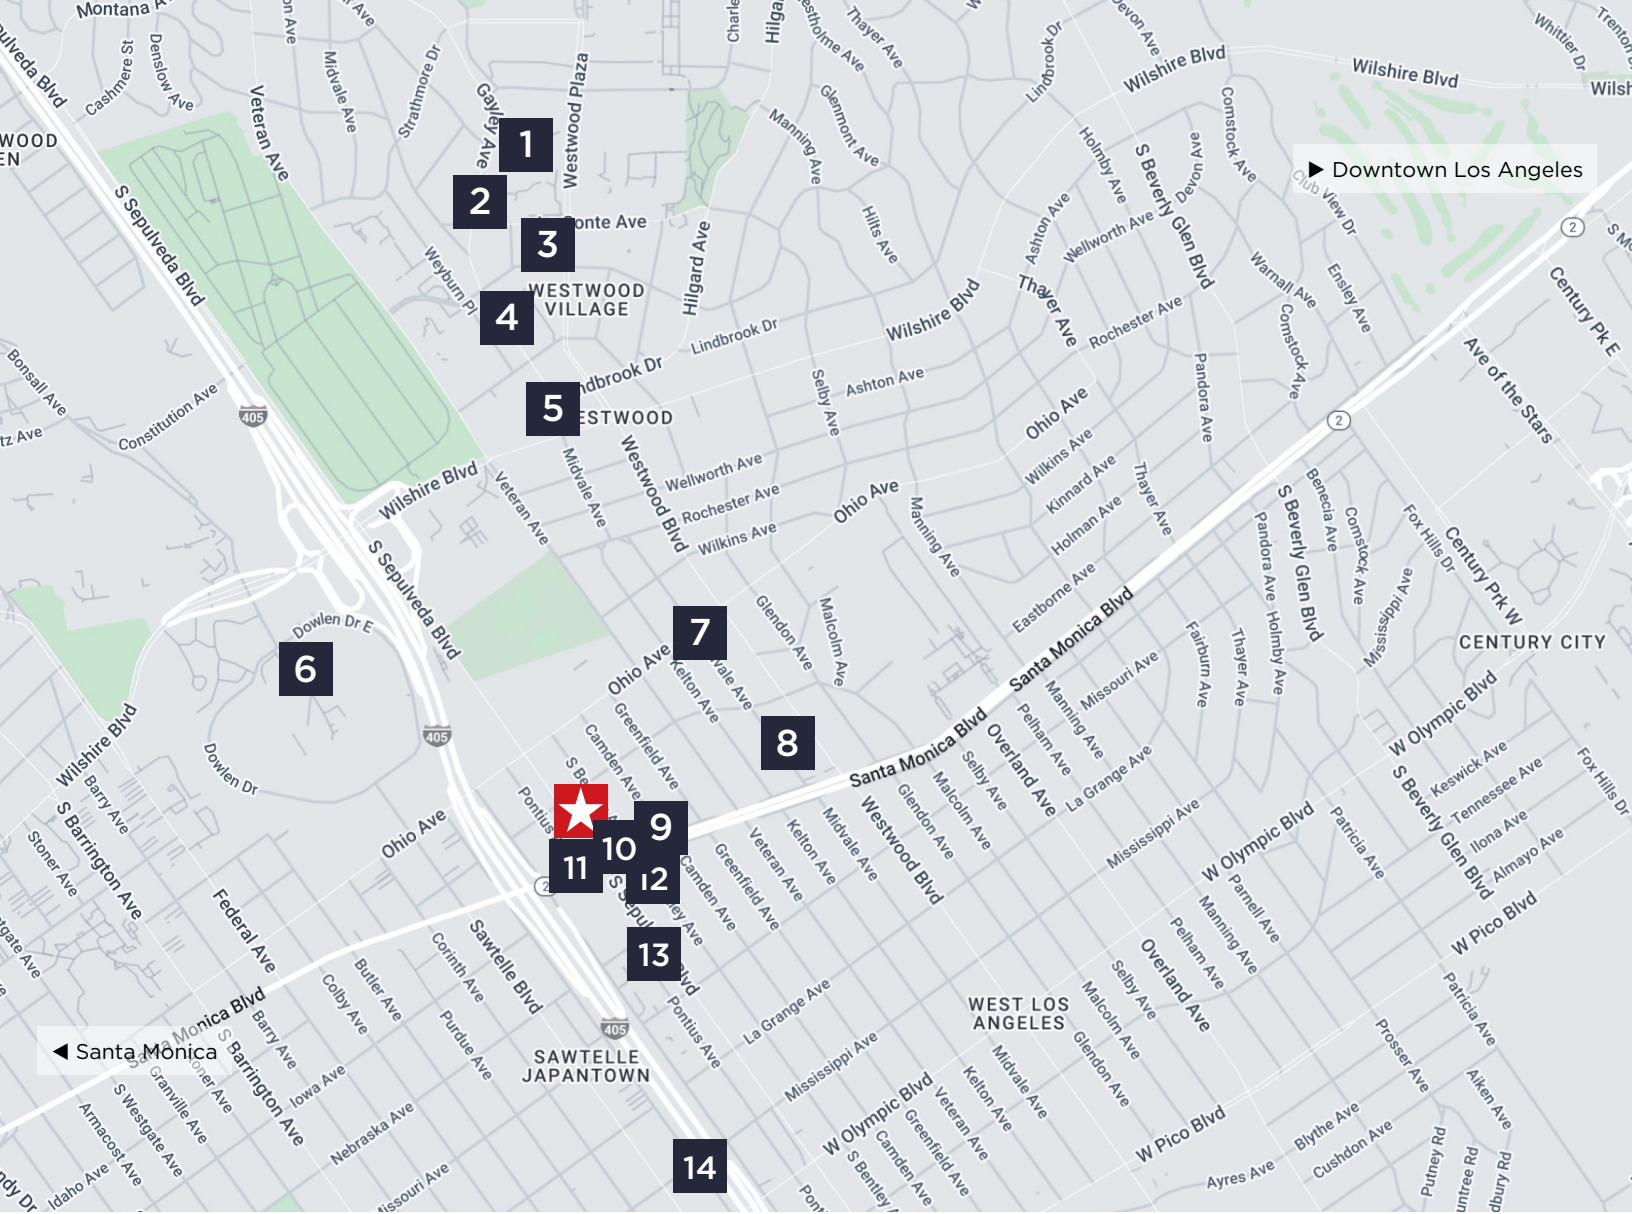 Montana A
Sepulveda Blvd
Cashmere St
Denslow Ave
Veteran Ave
Midvale Ave
Strathmore Dr
Gayley Ave
Westwood Plaza
Thayer Ave
Devon Ave
Lindbrook Dr
Wilshire Blvd
Wilshire Blvd
Whittier Dr
Wilsh
Manning Ave
Glenmont Ave
Holmby Ave
S Beverly Glen Blvd
Devon Ave
Comstock Ave
▶ Downtown Los Angeles
Club View Dr
2
1
2
3
onte Ave
S Sepulveda Blvd
Weyburn Pl
Hilgard Ave
Hilts Ave
Ashton Ave
Wellworth Ave
Warnall Ave
Ensley Ave
Century Pk E
WESTWOOD
VILLAGE
4
Lindbrook Dr
Wilshire Blvd
Thayer Ave
Rochester Ave
Comstock Ave
Ave of the Stars
Bonsall Ave
Constitution Ave
405
5
ndbrook Dr
ESTWOOD
Selby Ave
Ashton Ave
Pandora Ave
Ohio Ave
2
Wilshire Blvd
Veteran Ave
Midvale Ave
Westwood Blvd
Wellworth Ave
Rochester Ave
Wilkins Ave
Ohio Ave
Manning Ave
Wilkins Ave
Kinnard Ave
Holman Ave
Thayer Ave
S Beverly Glen Blvd
Benecia Ave
Comstock Ave
Pandora Ave
Fox Hills Dr
Century Prk W
S Sepulveda Blvd
Dowlen Dr E
6
7
Ohio Ave
Kelton Ave
Glendon Ave
Malcolm Ave
Eastborne Ave
Santa Monica Blvd
Missouri Ave
Fairburn Ave
Thayer Ave
Holmby Ave
Mississippi Ave
CENTURY CITY
405
Wilshire Blvd
Dowlen Dr
Greenfield Ave
Camden Ave
8
Santa Monica Blvd
Overland Ave
Pelham Ave
Manning Ave
La Grange Ave
W Olympic Blvd
S Beverly Glen Blvd
Keswick Ave
Tennessee Ave
Ilona Ave
Almayo Ave
Fox Hills Dr
Barry Ave
S Barrington Ave
Stoner Ave
Ohio Ave
Pontius
9
10
11
12
2
Westwood Blvd
Glendon Ave
Malcolm Ave
Selby Ave
Midvale Ave
Kelton Ave
Veteran Ave
Greenfield Ave
Camden Ave
Mississippi Ave
W Olympic Blvd
Patricia Ave
W Pico Blvd
Federal Ave
Sawtelle Blvd
Corinth Ave
13
Pontius Ave
La Grange Ave
WEST LOS
ANGELES
Selby Ave
Overland Ave
Pelham Ave
Manning Ave
Parnell Ave
Patricia Ave
Santa Monica Blvd
◀ Santa Monica
Colby Ave
Butler Ave
Barry Ave
S Barrington Ave
Purdue Ave
405
SAWTELLE
JAPANTOWN
Mississippi Ave
W Olympic Blvd
Malcolm Ave
Glendon Ave
Midvale Ave
Kelton Ave
Veteran Ave
Greenfield Ave
Camden Ave
S Bentley Ave
Prosser Ave
Aiken Ave
W Pico Blvd
Blythe Ave
Cushdon Ave
Ayres Ave
Putney Rd
Granville Ave
S Westgate Ave
Armacost Ave
Idaho Ave
Iowa Ave
Nebraska Ave
14